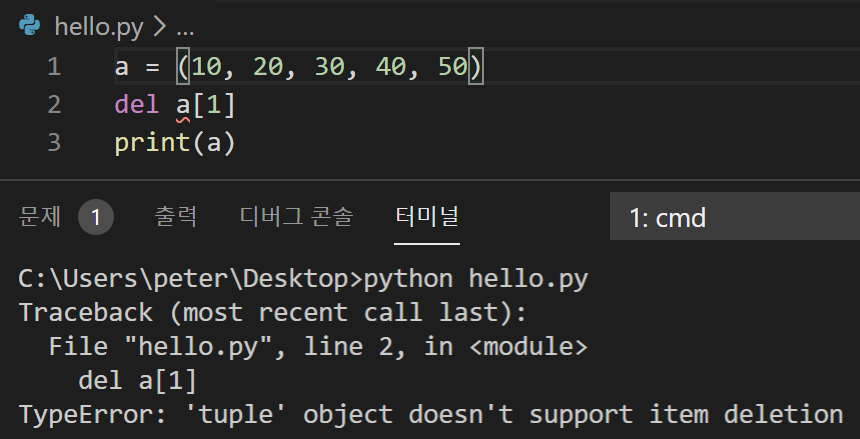 hello.py > ...
1 a = (10, 20, 30, 40, 50)
2 del a[1]
3 print(a)
문제 1 출력 디버그 콘솔 터미널 1: cmd
C:\Users\peter\Desktop>python hello.py
Traceback (most recent call last):
  File "hello.py", line 2, in <module>
    del a[1]
TypeError: 'tuple' object doesn't support item deletion